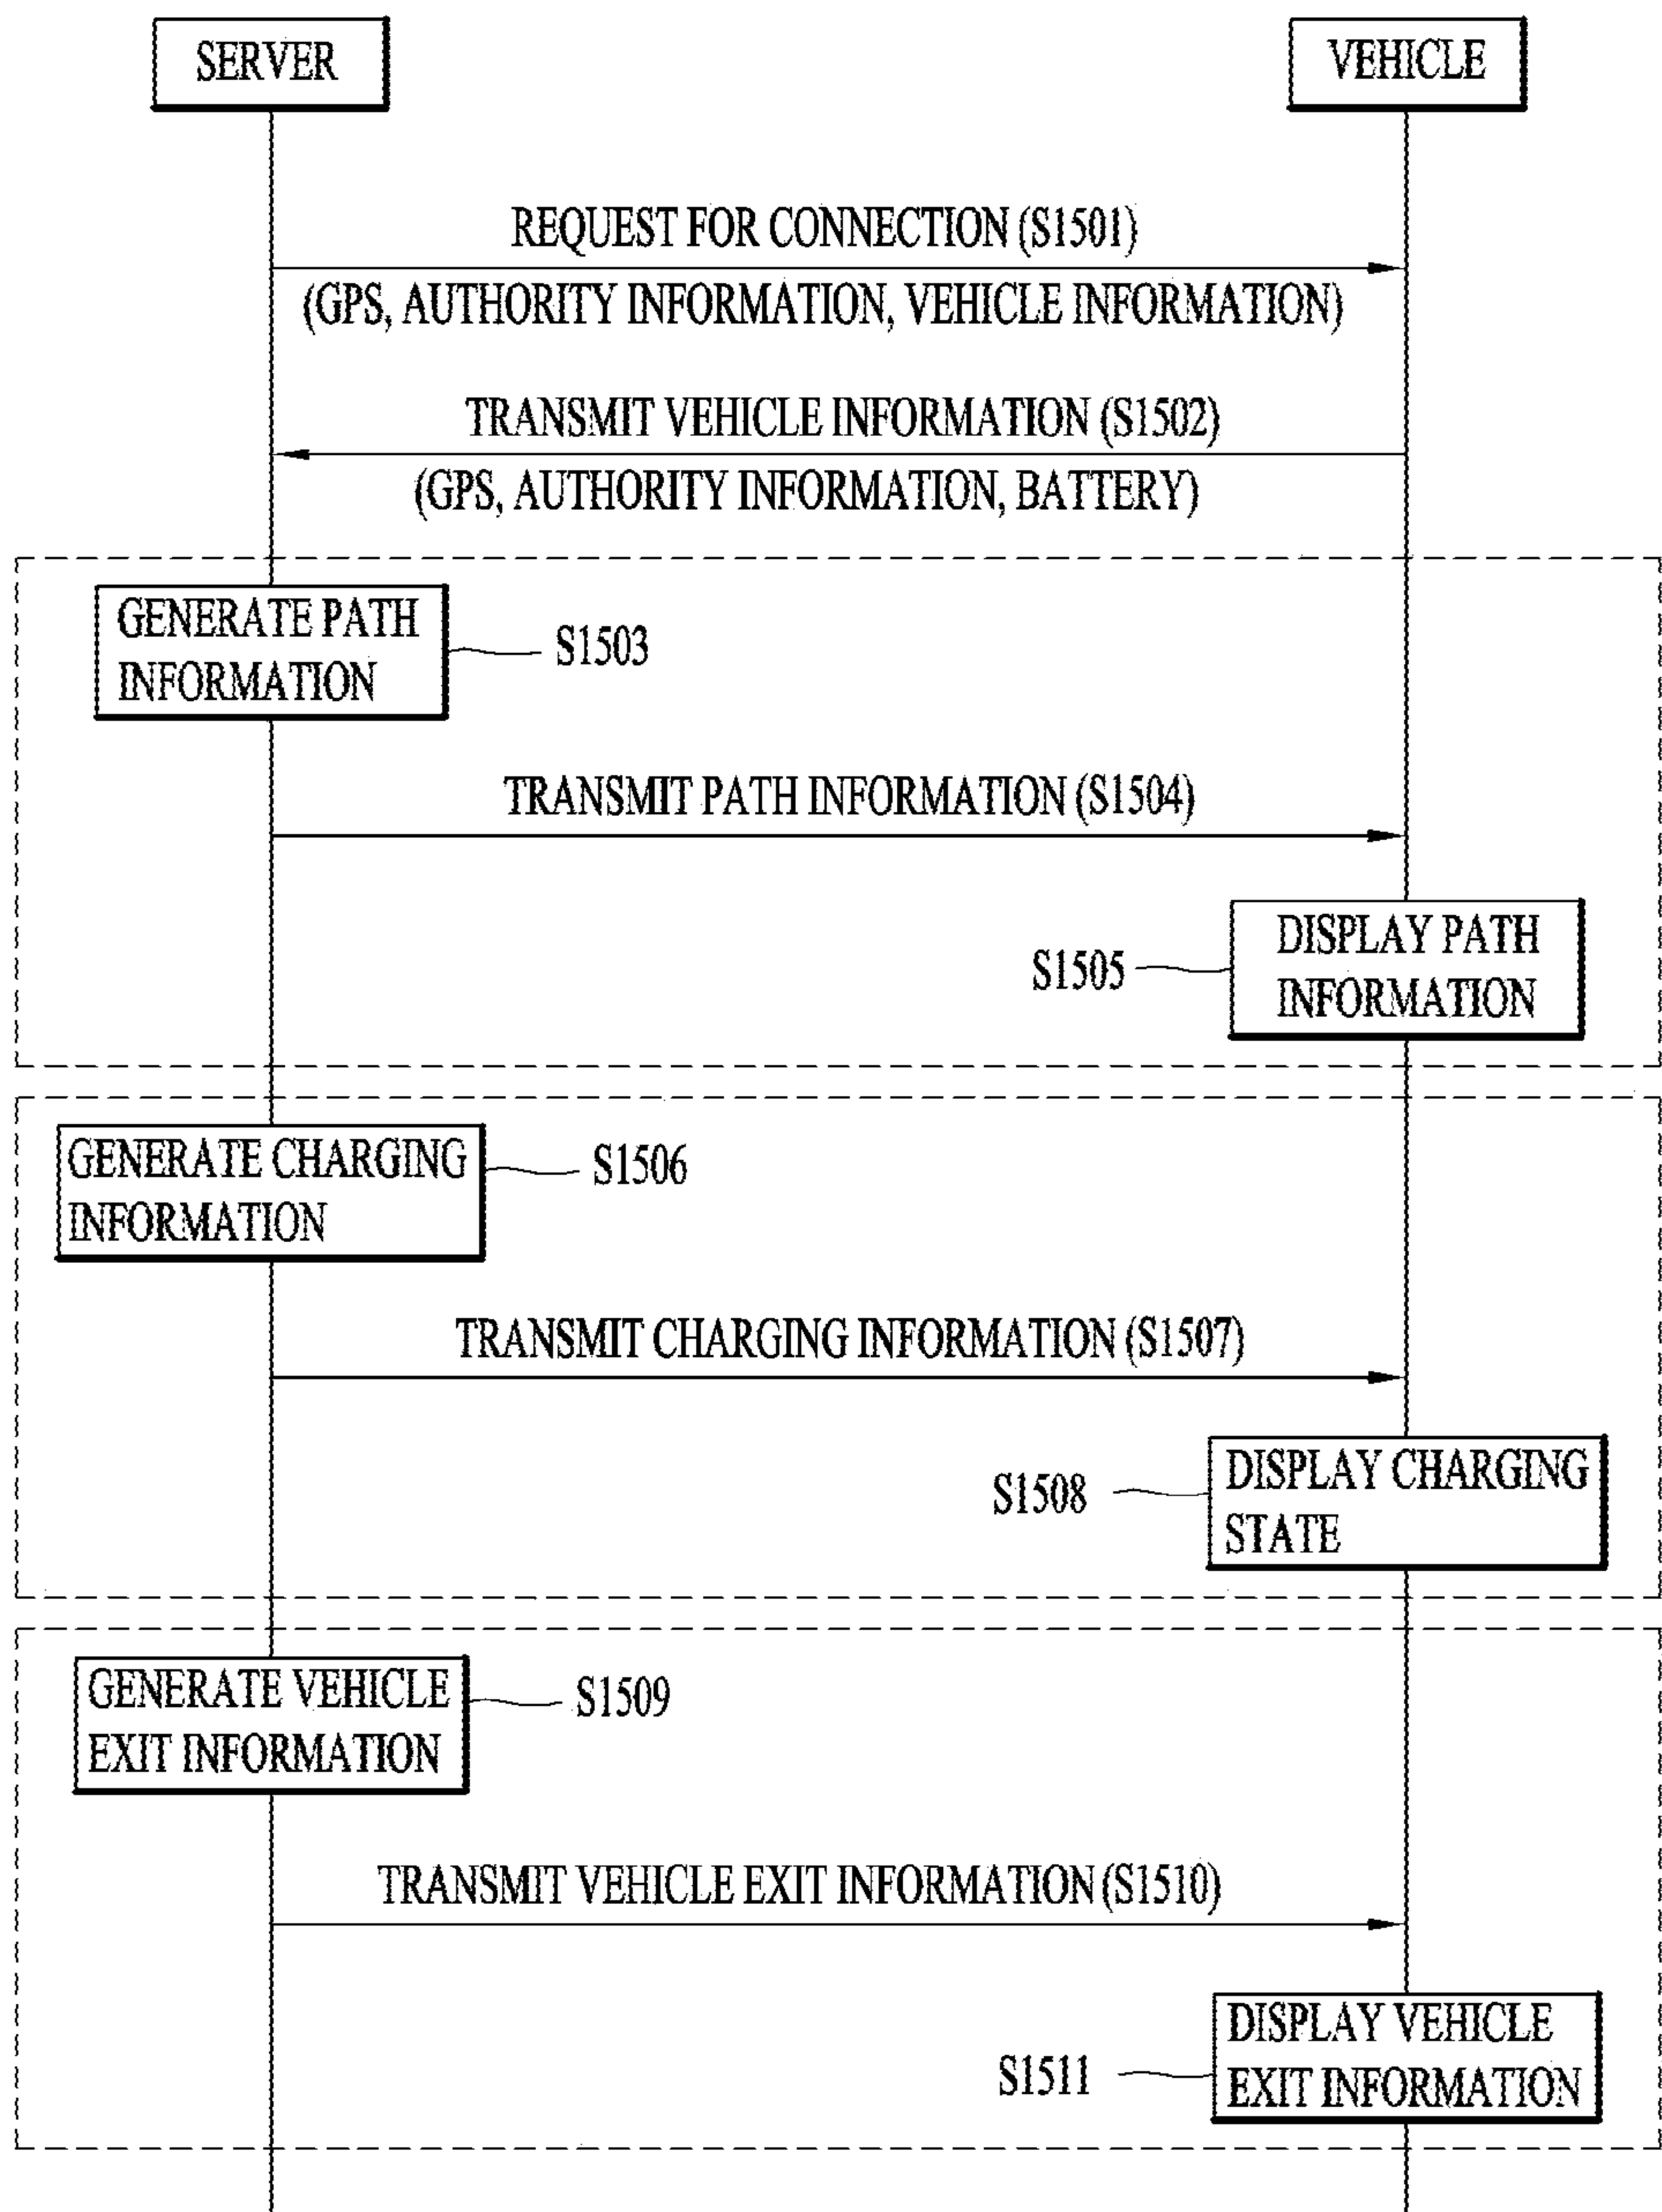 SERVER
VEHICLE
REQUEST FOR CONNECTION (S1501)
(GPS, AUTHORITY INFORMATION, VEHICLE INFORMATION)
TRANSMIT VEHICLE INFORMATION (S1502)
(GPS, AUTHORITY INFORMATION, BATTERY)
GENERATE PATH
INFORMATION
S1503
TRANSMIT PATH INFORMATION (S1504)
DISPLAY PATH
INFORMATION
S1505
GENERATE CHARGING
INFORMATION
S1506
TRANSMIT CHARGING INFORMATION (S1507)
DISPLAY CHARGING
STATE
S1508
GENERATE VEHICLE
EXIT INFORMATION
S1509
TRANSMIT VEHICLE EXIT INFORMATION (S1510)
DISPLAY VEHICLE
EXIT INFORMATION
S1511